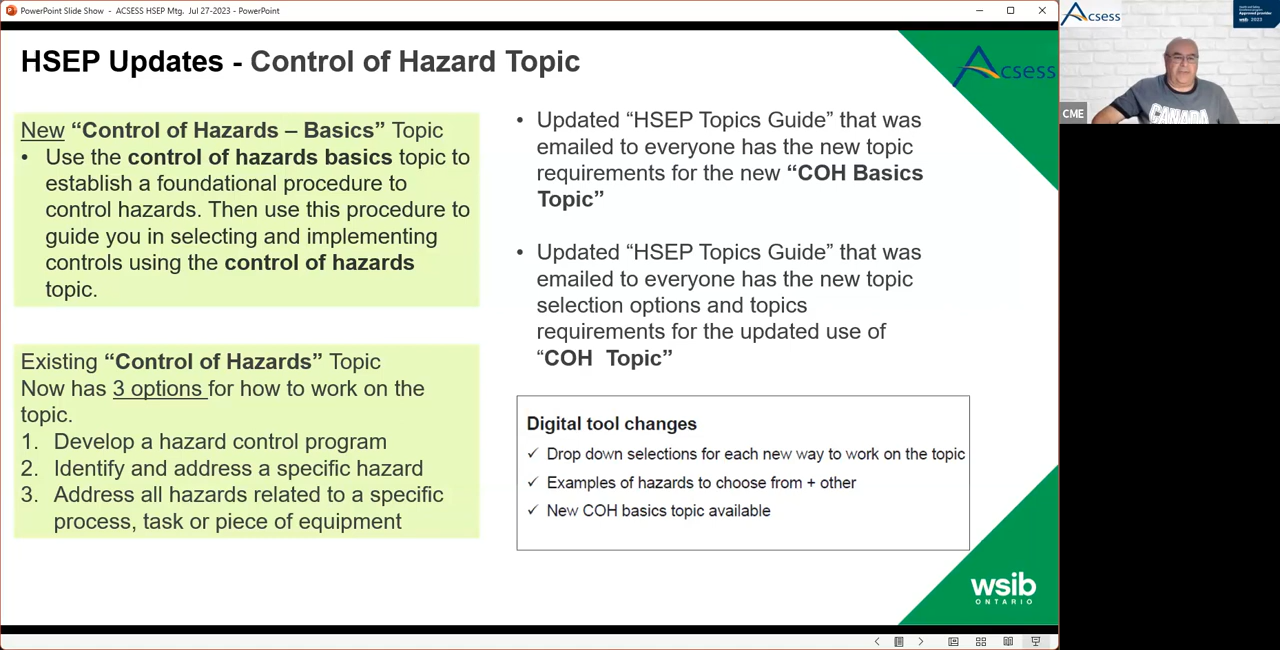 PowerPoint Slide Show - ACSESS HSEP Mtg. Jul 27-2023 - PowerPoint
HSEP Updates - Control of Hazard Topic
Acsess
New “Control of Hazards – Basics” Topic
• Use the control of hazards basics topic to
establish a foundational procedure to
control hazards. Then use this procedure to
guide you in selecting and implementing
controls using the control of hazards
topic.
Existing “Control of Hazards” Topic
Now has 3 options for how to work on the
topic.
1. Develop a hazard control program
2. Identify and address a specific hazard
3. Address all hazards related to a specific
process, task or piece of equipment
• Updated “HSEP Topics Guide” that was
emailed to everyone has the new topic
requirements for the new “COH Basics
Topic”
• Updated “HSEP Topics Guide” that was
emailed to everyone has the new topic
selection options and topics
requirements for the updated use of
“COH Topic”
Digital tool changes
✓ Drop down selections for each new way to work on the topic
✓ Examples of hazards to choose from + other
✓ New COH basics topic available
wsib
ONTARIO
Acsess
Approved provider
wsib 2023
CANADA
CME